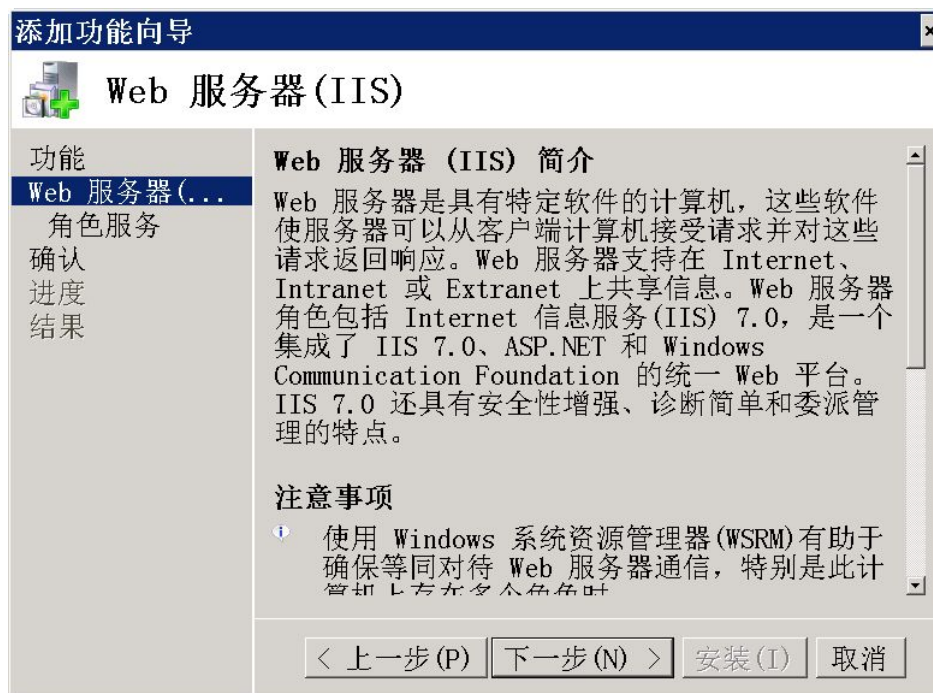 添加功能向导
Web 服务器(IIS)
功能
Web 服务器(...
角色服务
确认
进度
结果
Web 服务器 (IIS) 简介
Web 服务器是具有特定软件的计算机，这些软件
使服务器可以从客户端计算机接受请求并对这些
请求返回响应。Web 服务器支持在 Internet、
Intranet 或 Extranet 上共享信息。Web 服务器
角色包括 Internet 信息服务(IIS) 7.0，是一个
集成了 IIS 7.0、ASP.NET 和 Windows
Communication Foundation 的统一 Web 平台。
IIS 7.0 还具有安全性增强、诊断简单和委派管
理的特点。
注意事项
使用 Windows 系统资源管理器(WSRM)有助于
确保等同对待 Web 服务器通信，特别是此计
算机上存在多个角色时
< 上一步(P)
下一步(N) >
安装(I)
取消